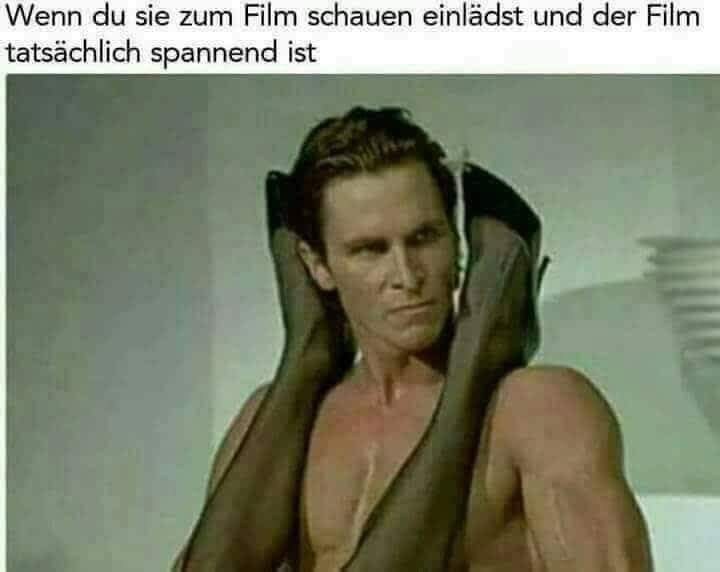 Wenn du sie zum Film schauen einlädst und der Film
tatsächlich spannend ist